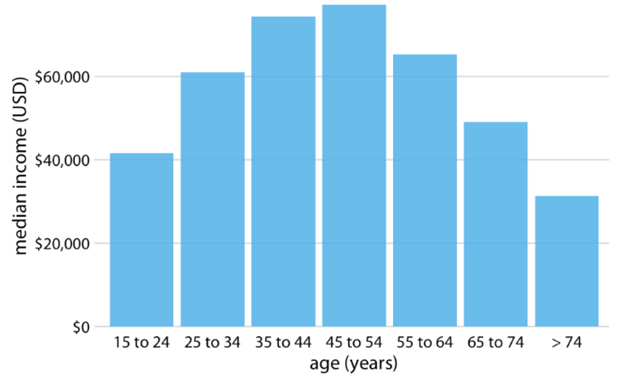 median income (USD)
$60,000
$40,000
$20,000
$0
15 to 24 25 to 34 35 to 44 45 to 54 55 to 64 65 to 74 > 74
age (years)